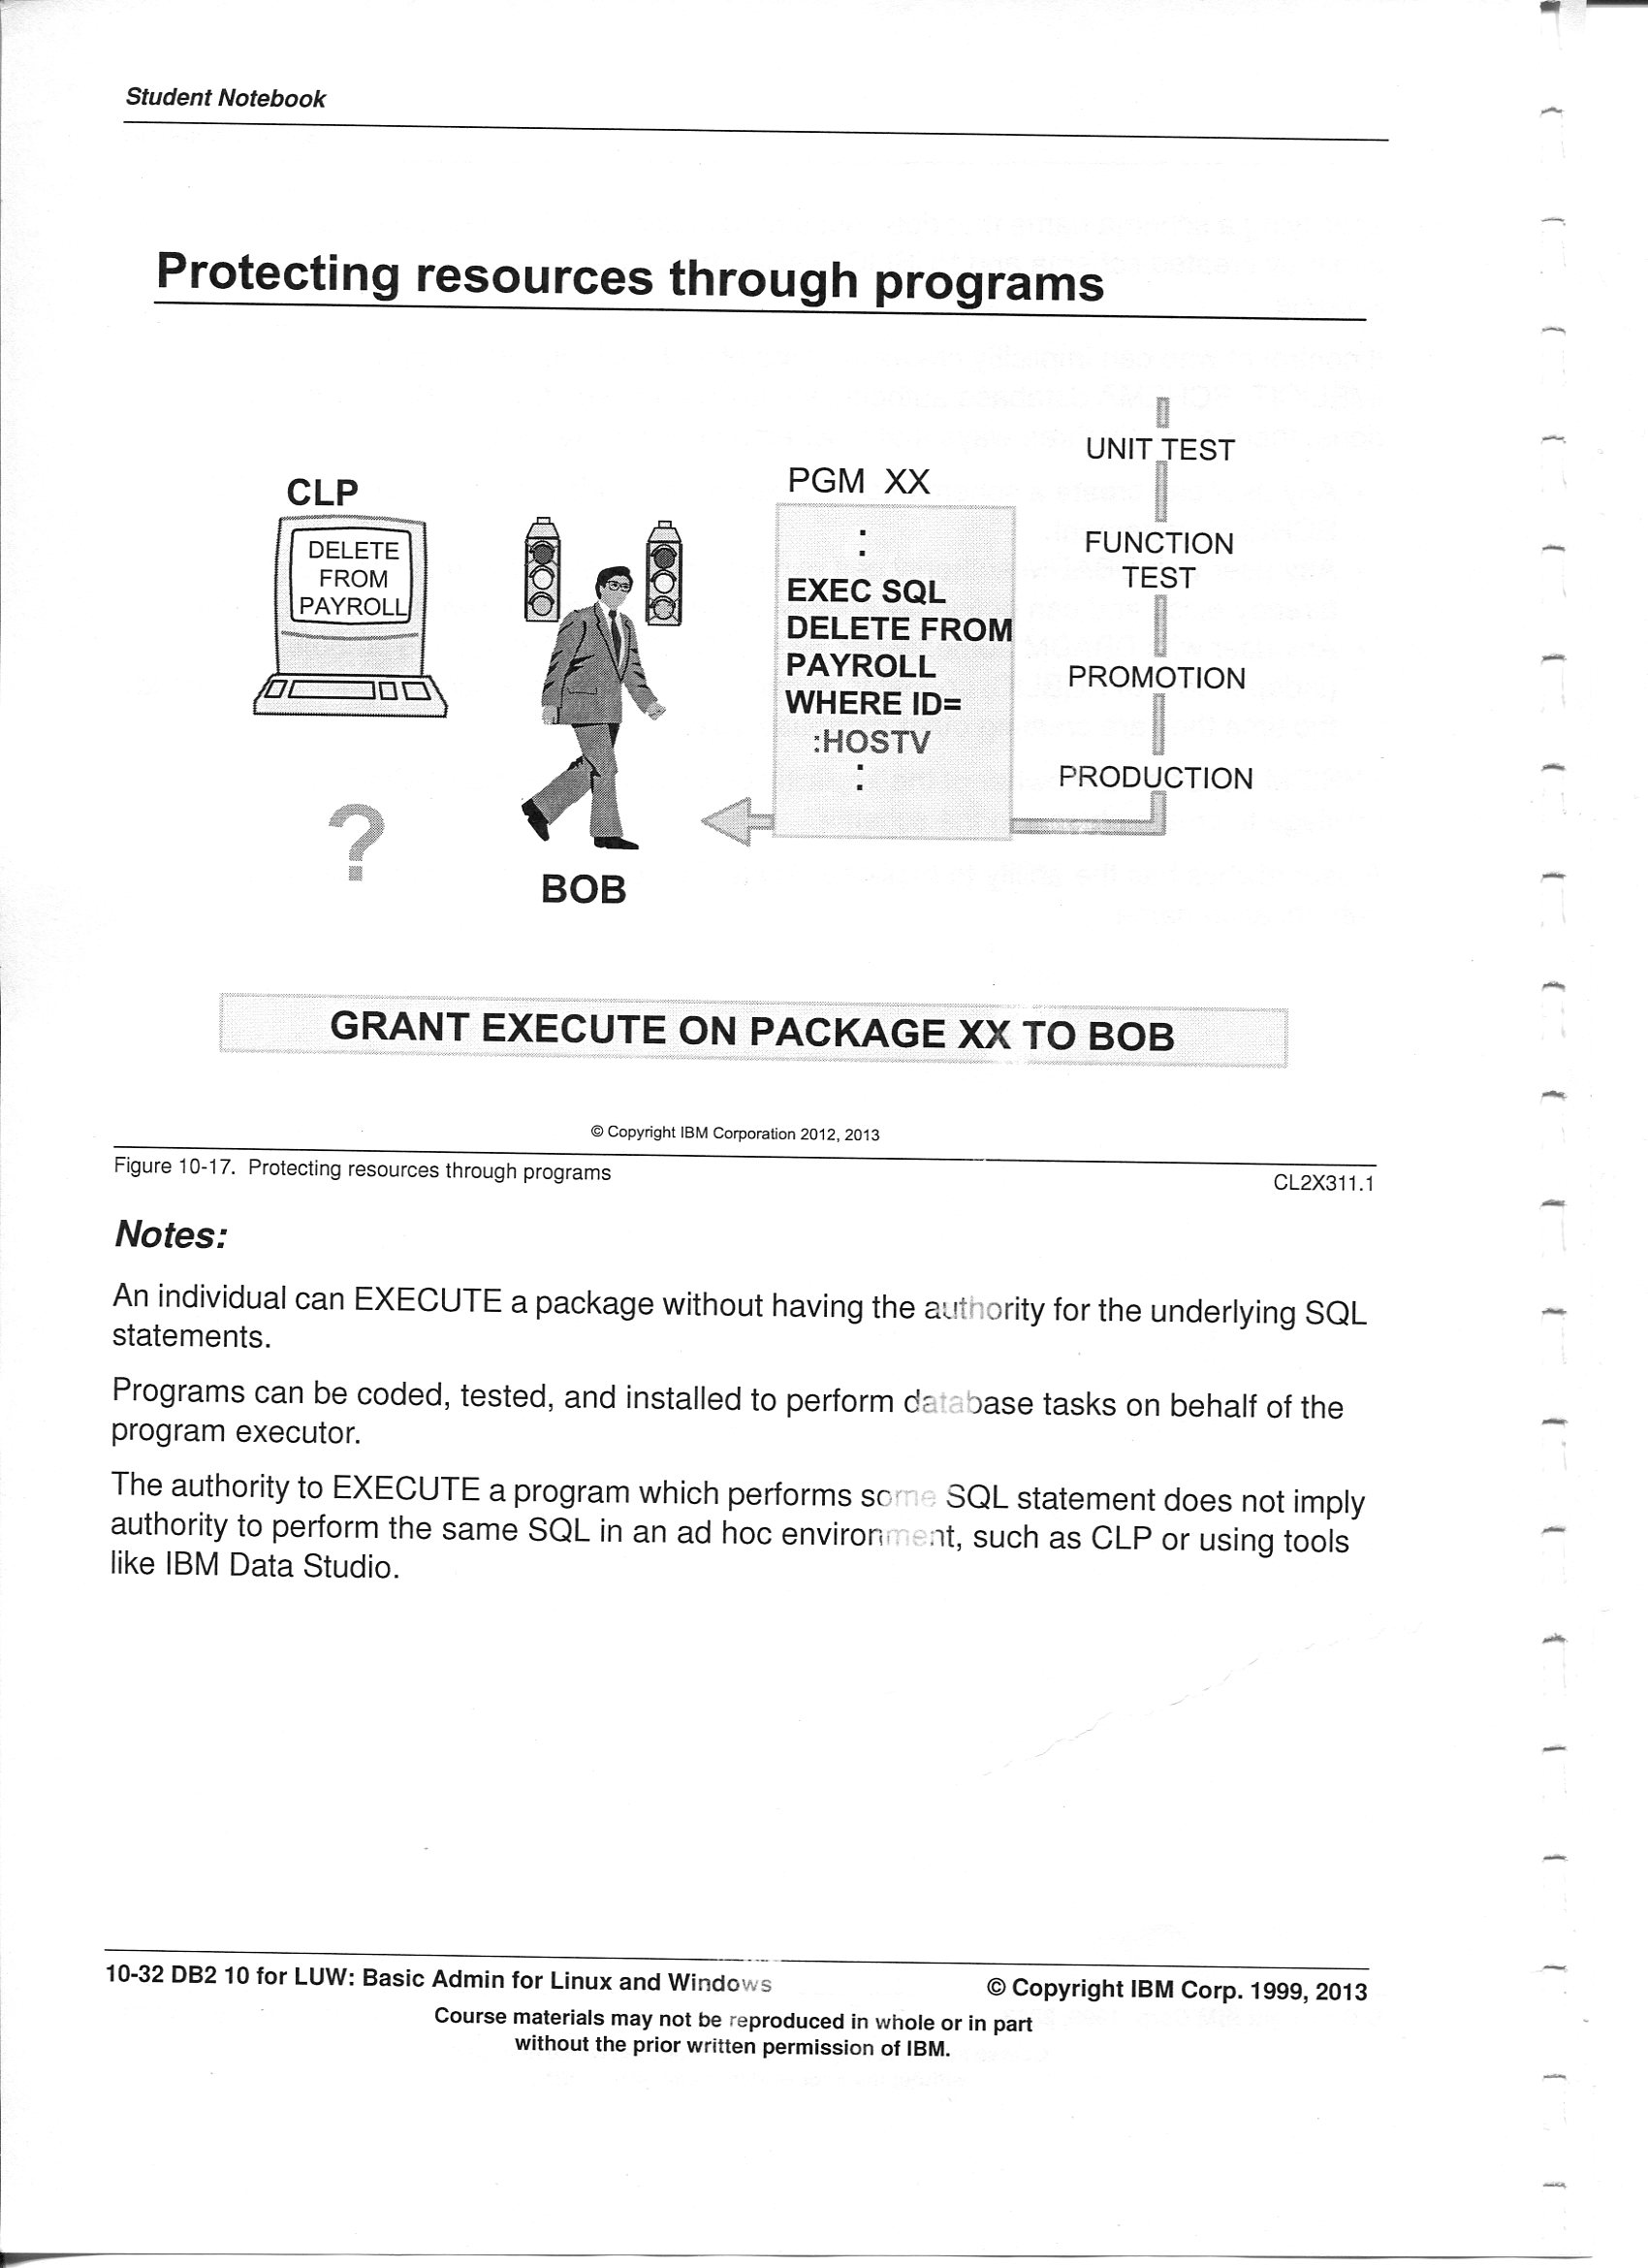 Student Notebook
Protecting resources through programs
CLP
DELETE
FROM
PAYROLL
?
BOB
PGM XX
:
EXEC SQL
DELETE FROM
PAYROLL
WHERE ID=
:HOSTV
:
UNIT TEST
FUNCTION
TEST
PROMOTION
PRODUCTION
GRANT EXECUTE ON PACKAGE XX TO BOB
© Copyright IBM Corporation 2012, 2013
Figure 10-17. Protecting resources through programs
CL2X311.1
Notes:
An individual can EXECUTE a package without having the authority for the underlying SQL
statements.
Programs can be coded, tested, and installed to perform database tasks on behalf of the
program executor.
The authority to EXECUTE a program which performs some SQL statement does not imply
authority to perform the same SQL in an ad hoc environment, such as CLP or using tools
like IBM Data Studio.
10-32 DB2 10 for LUW: Basic Admin for Linux and Windows
© Copyright IBM Corp. 1999, 2013
Course materials may not be reproduced in whole or in part
without the prior written permission of IBM.